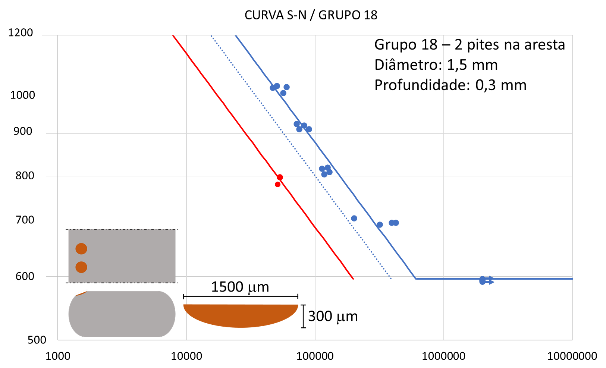 CURVA S-N / GRUPO 18
1200
Grupo 18 – 2 pites na aresta
Diâmetro: 1,5 mm
Profundidade: 0,3 mm
1000
900
800
700
600
1500 µm
300 µm
500
1000 10000 100000 1000000 10000000